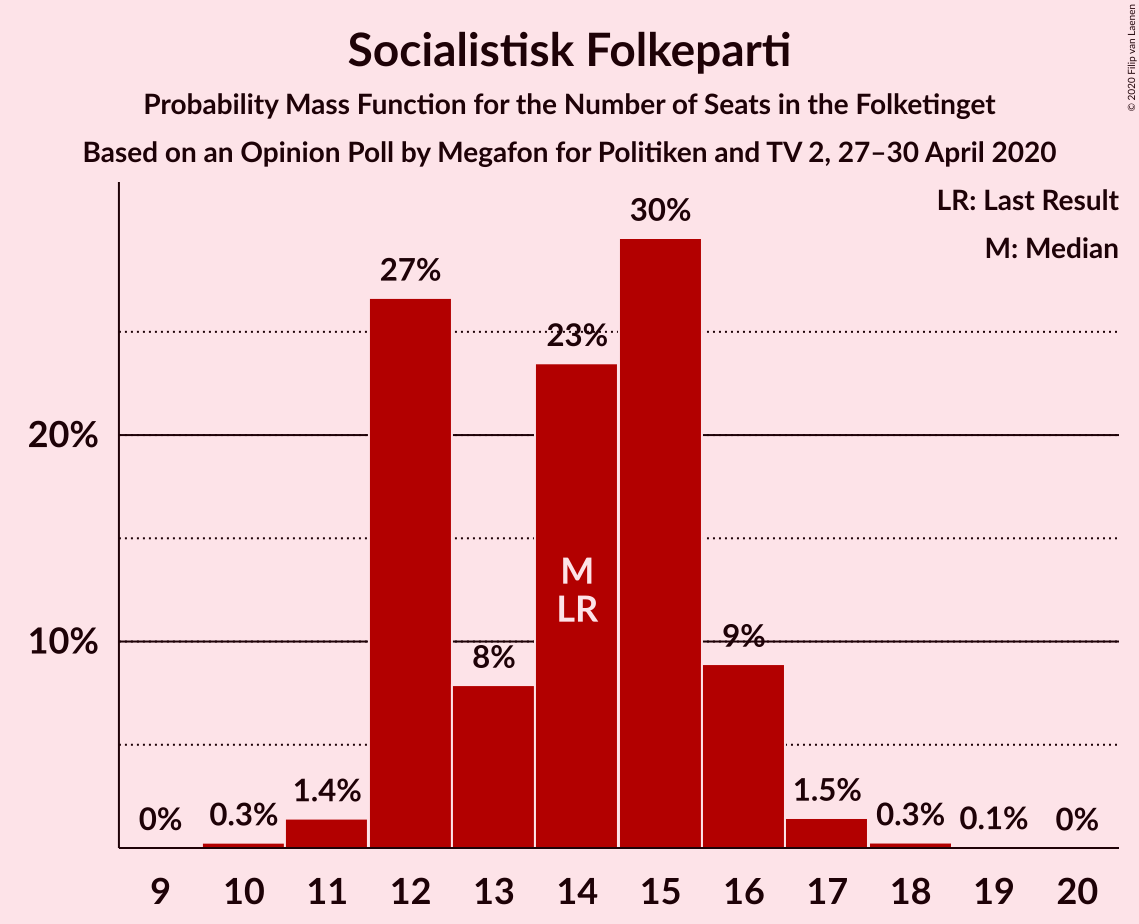 Socialistisk Folkeparti
Probability Mass Function for the Number of Seats in the Folketinget
Based on an Opinion Poll by Megafon for Politiken and TV 2, 27–30 April 2020
© 2020 Filip van Laenen
LR: Last Result
M: Median
30%
27%
23%
20%
M
LR
10%
9%
8%
1.4%
1.5%
0% 0.3% 0.3% 0.1% 0%
9 10 11 12 13 14 15 16 17 18 19 20